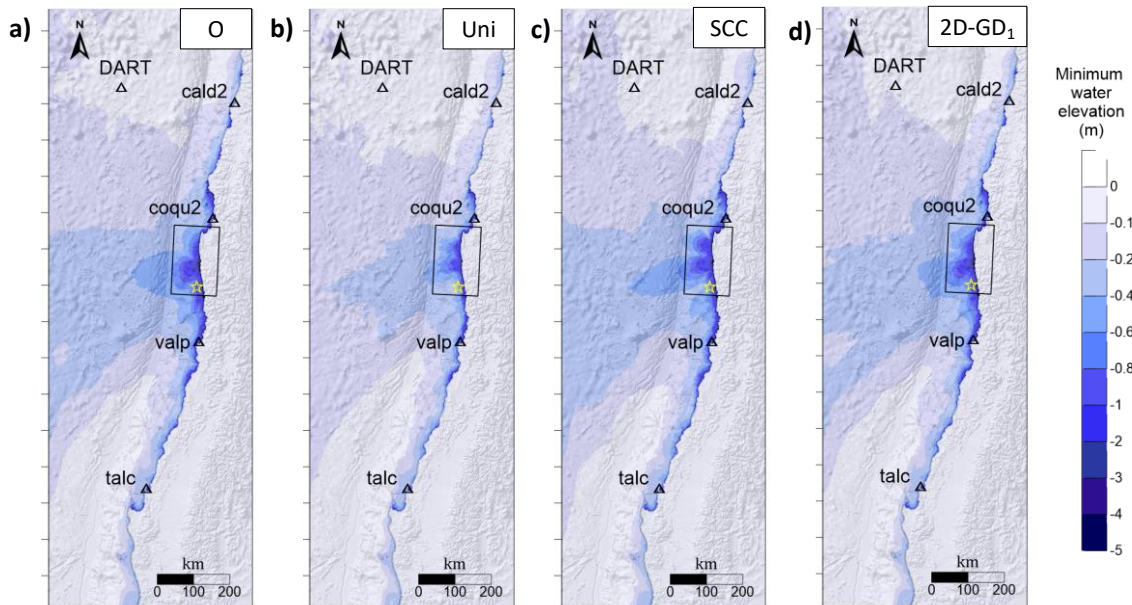 a)
N
O
DART
cald2
coqu2
valp
talc
km
0 100 200
b)
N
Uni
DART
cald2
coqu2
valp
talc
km
0 100 200
c)
N
SCC
DART
cald2
coqu2
valp
talc
km
0 100 200
d)
N
2D-GD₁
DART
cald2
coqu2
valp
talc
km
0 100 200
Minimum
water
elevation
(m)
0
-0.1
-0.2
-0.4
-0.6
-0.8
-1
-2
-3
-4
-5